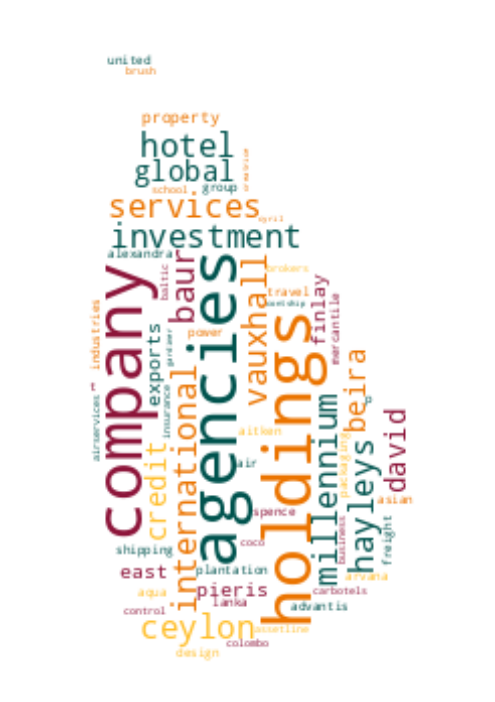 united
brush
property
hotel
global
school
group
services
investment
alexandra
company
baur
baltic
agencies
vauxhall
brokers
travel
holdings
finlay
mercantile
industries
exports
gardiner
power
insurance
international
credit
t
airservices
aitken
air
spence
coco
millennium
beira
packaging
hayleys
david
asian
freight
business
shipping
east
plantation
pieris
lanka
aqua
control
ceylon
assetline
colombo
design
advantis
carbotels
arvana